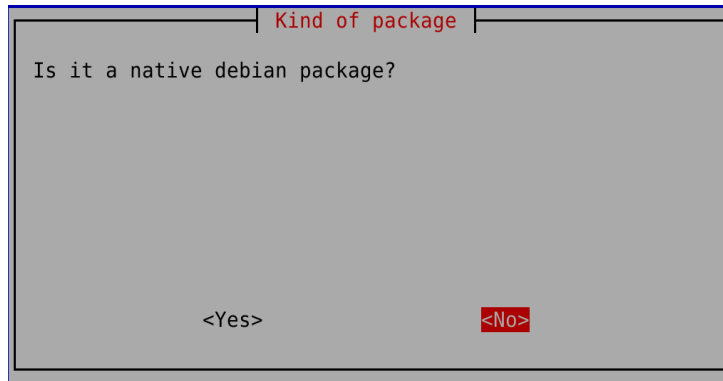 Kind of package
Is it a native debian package?
<Yes> <No>